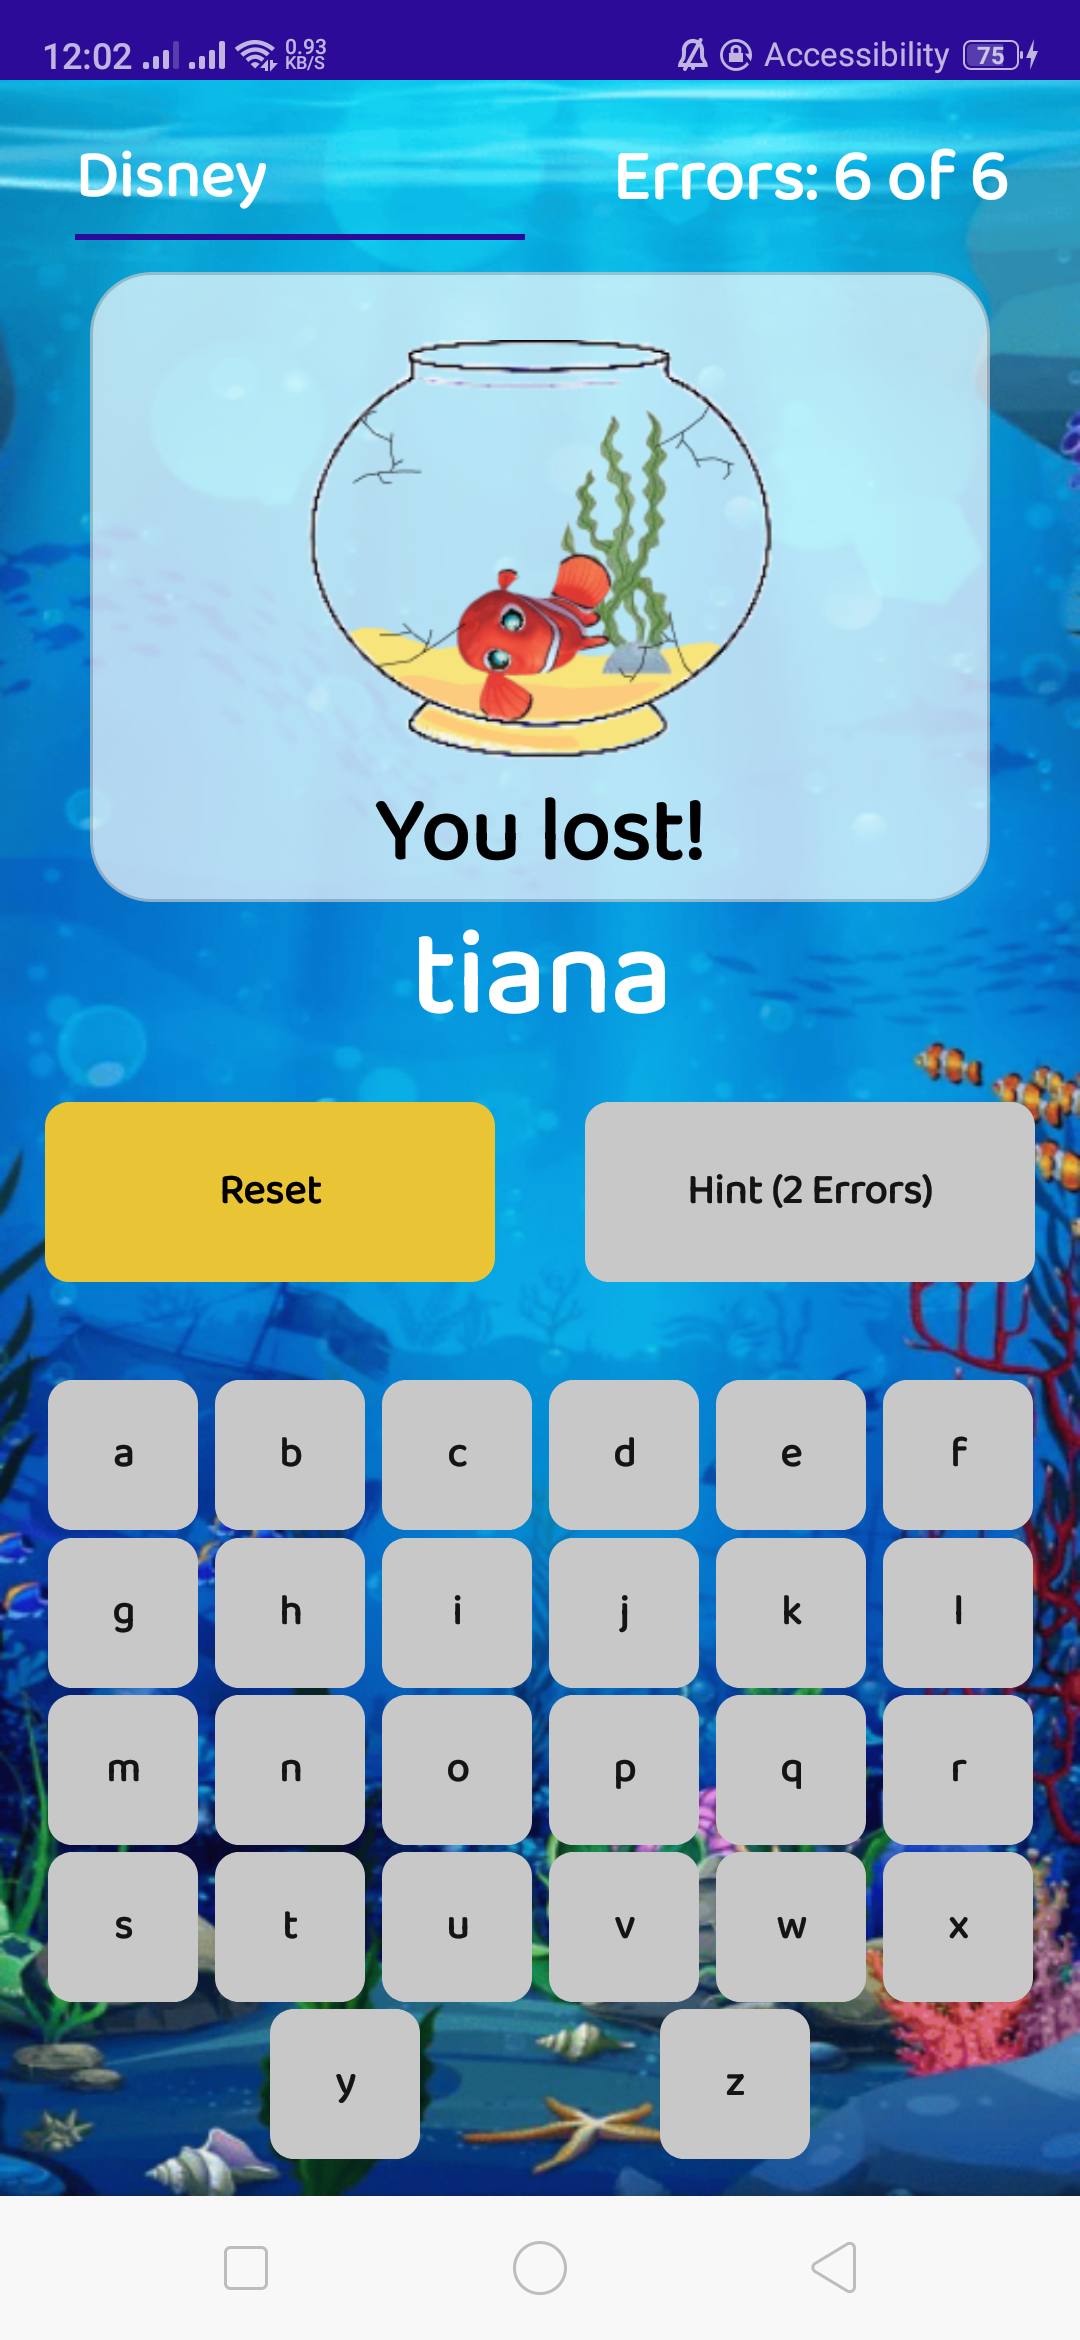 12:02 0.93 KB/S Accessibility 75
Disney Errors: 6 of 6
You lost!
tiana
Reset Hint (2 Errors)
a b c d e f
g h i j k l
m n o p q r
s t u v w x
y z